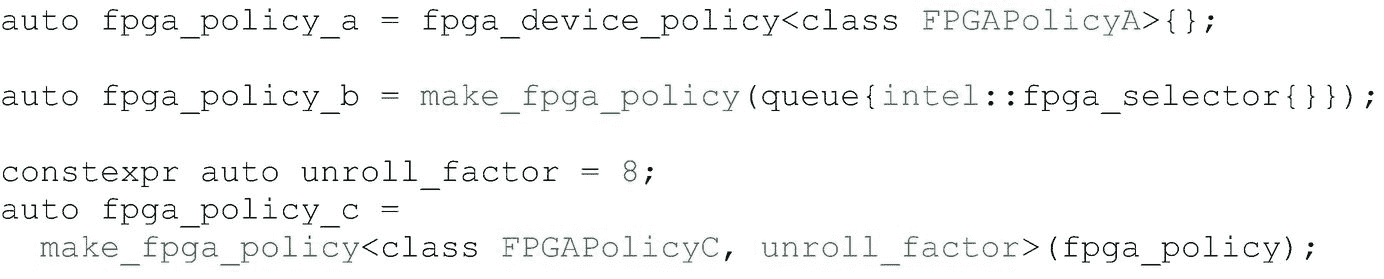 auto fpga_policy_a = fpga_device_policy<class FPGAPolicyA>{};
auto fpga_policy_b = make_fpga_policy(queue{intel::fpga_selector{}});
constexpr auto unroll_factor = 8;
auto fpga_policy_c =
make_fpga_policy<class FPGAPolicyC, unroll_factor>(fpga_policy);